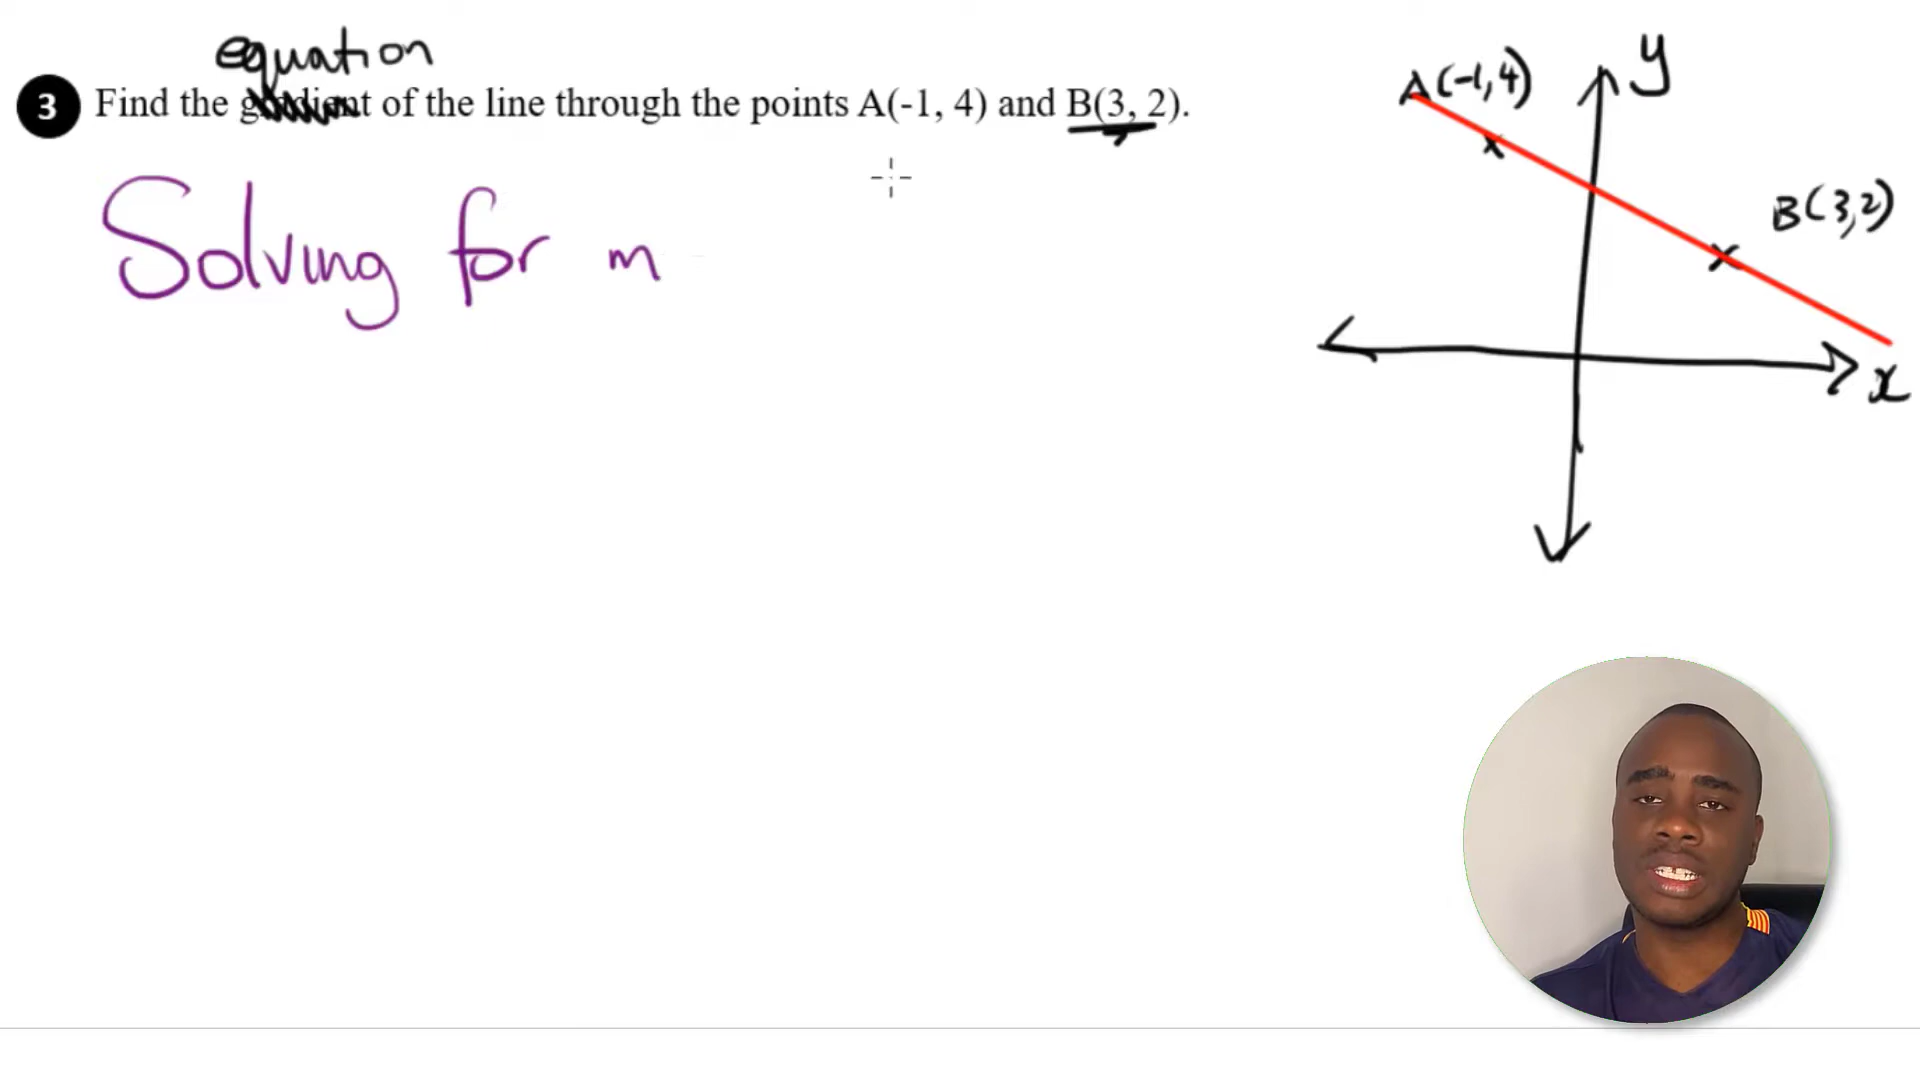 equation
3 Find the gradient of the line through the points A(-1, 4) and B(3, 2).
Solving for m
A(-1,4)
y
B(3,2)
x